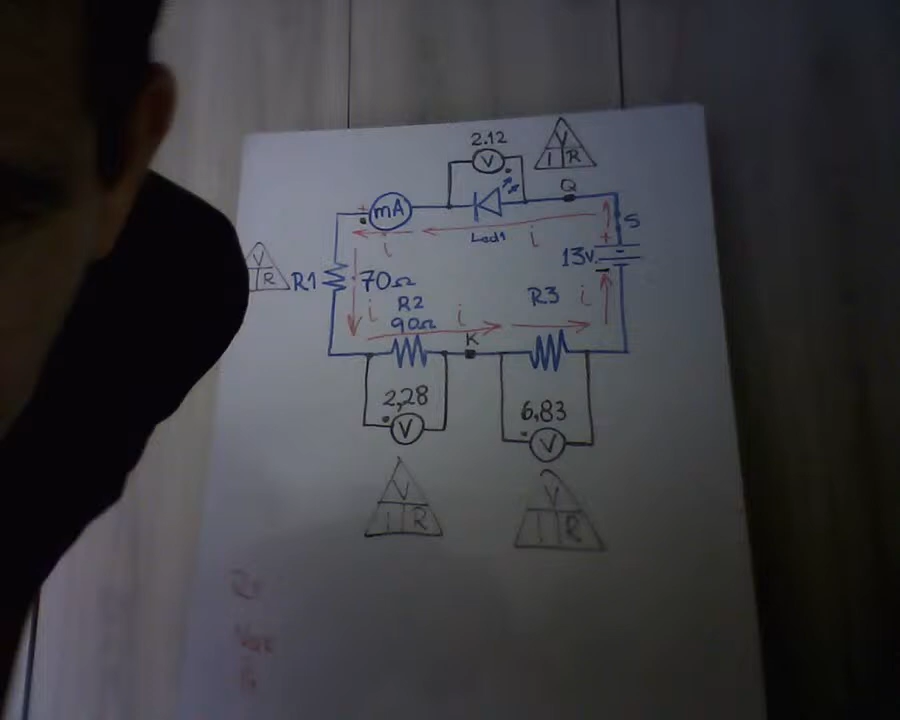 2.12
V
V
I R
Q
+
mA
S
i
Led1
i
+
13v
-
V
R
R1
70Ω
i
R2
90Ω
i
R3
i
K
2,28
V
6,83
V
V
I R
V
I R